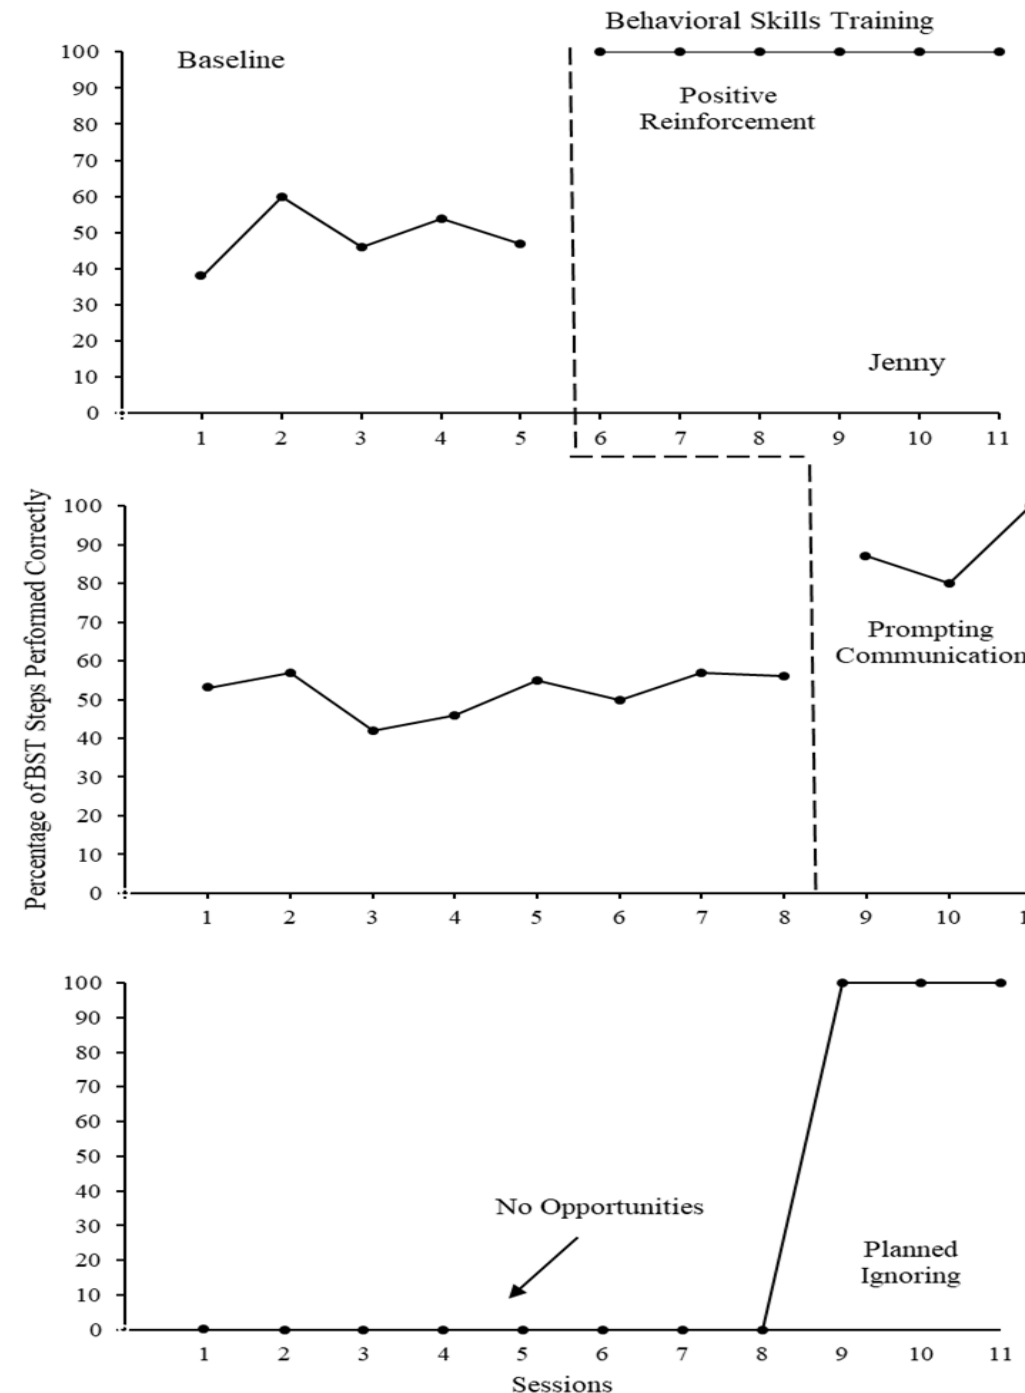 Behavioral Skills Training
Baseline
Positive
Reinforcement
Jenny
100
90
80
70
60
50
40
30
20
10
0
1 2 3 4 5 6 7 8 9 10 11
Percentage of BST Steps Performed Correctly
100
90
80
70
60
50
40
30
20
10
0
Prompting
Communication
1 2 3 4 5 6 7 8 9 10 1
100
90
80
70
60
50
40
30
20
10
0
No Opportunities
Planned
Ignoring
1 2 3 4 5 6 7 8 9 10 11
Sessions